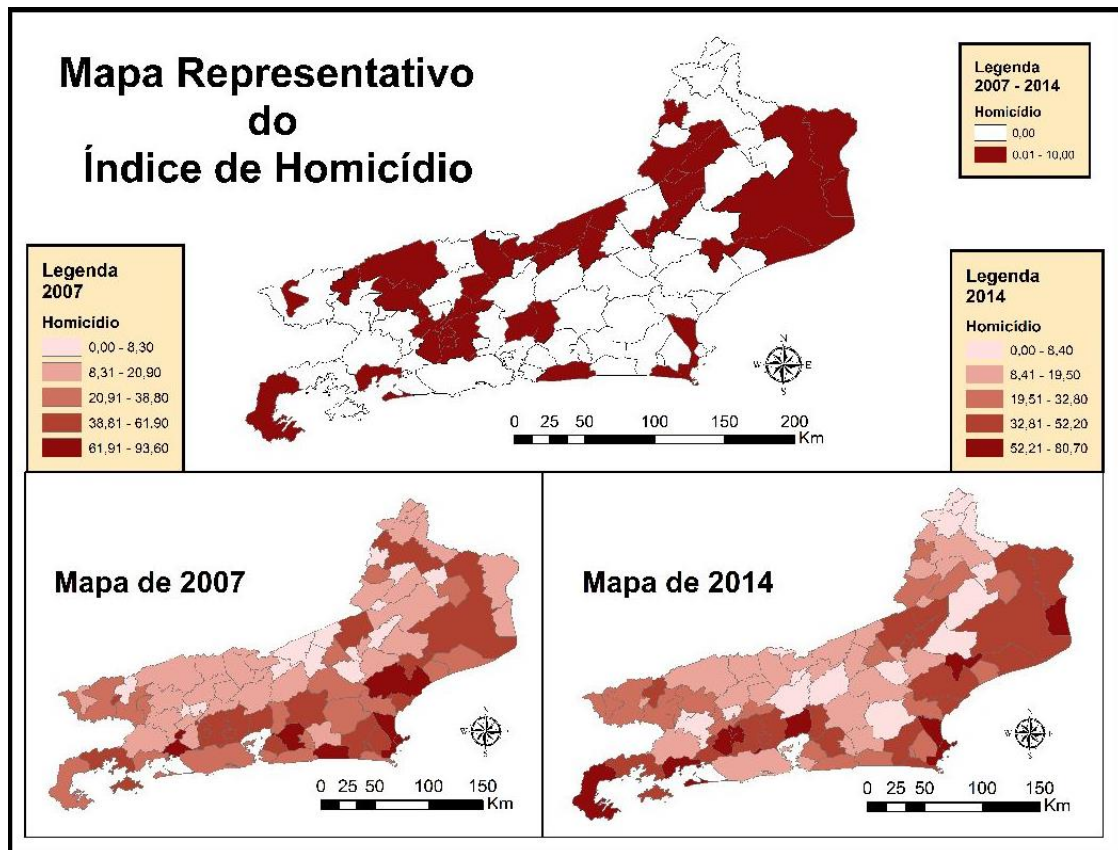 Mapa Representativo
do
Índice de Homicídio
Legenda
2007 - 2014
Homicídio
0,00
0.01 - 10,00
Legenda
2007
Homicídio
0,00 - 8,30
8,31 - 20,90
20,91 - 38,80
38,81 - 61.90
61,91 - 93,60
Legenda
2014
Homicídio
0,00 - 8,40
8,41 - 19,50
19,51 - 32,80
32,81 - 52,20
52,21 - 80,70
N
W E
S
0 25 50 100 150 200
Km
Mapa de 2007
0 25 50 100 150
Km
Mapa de 2014
0 25 50 100 150
Km